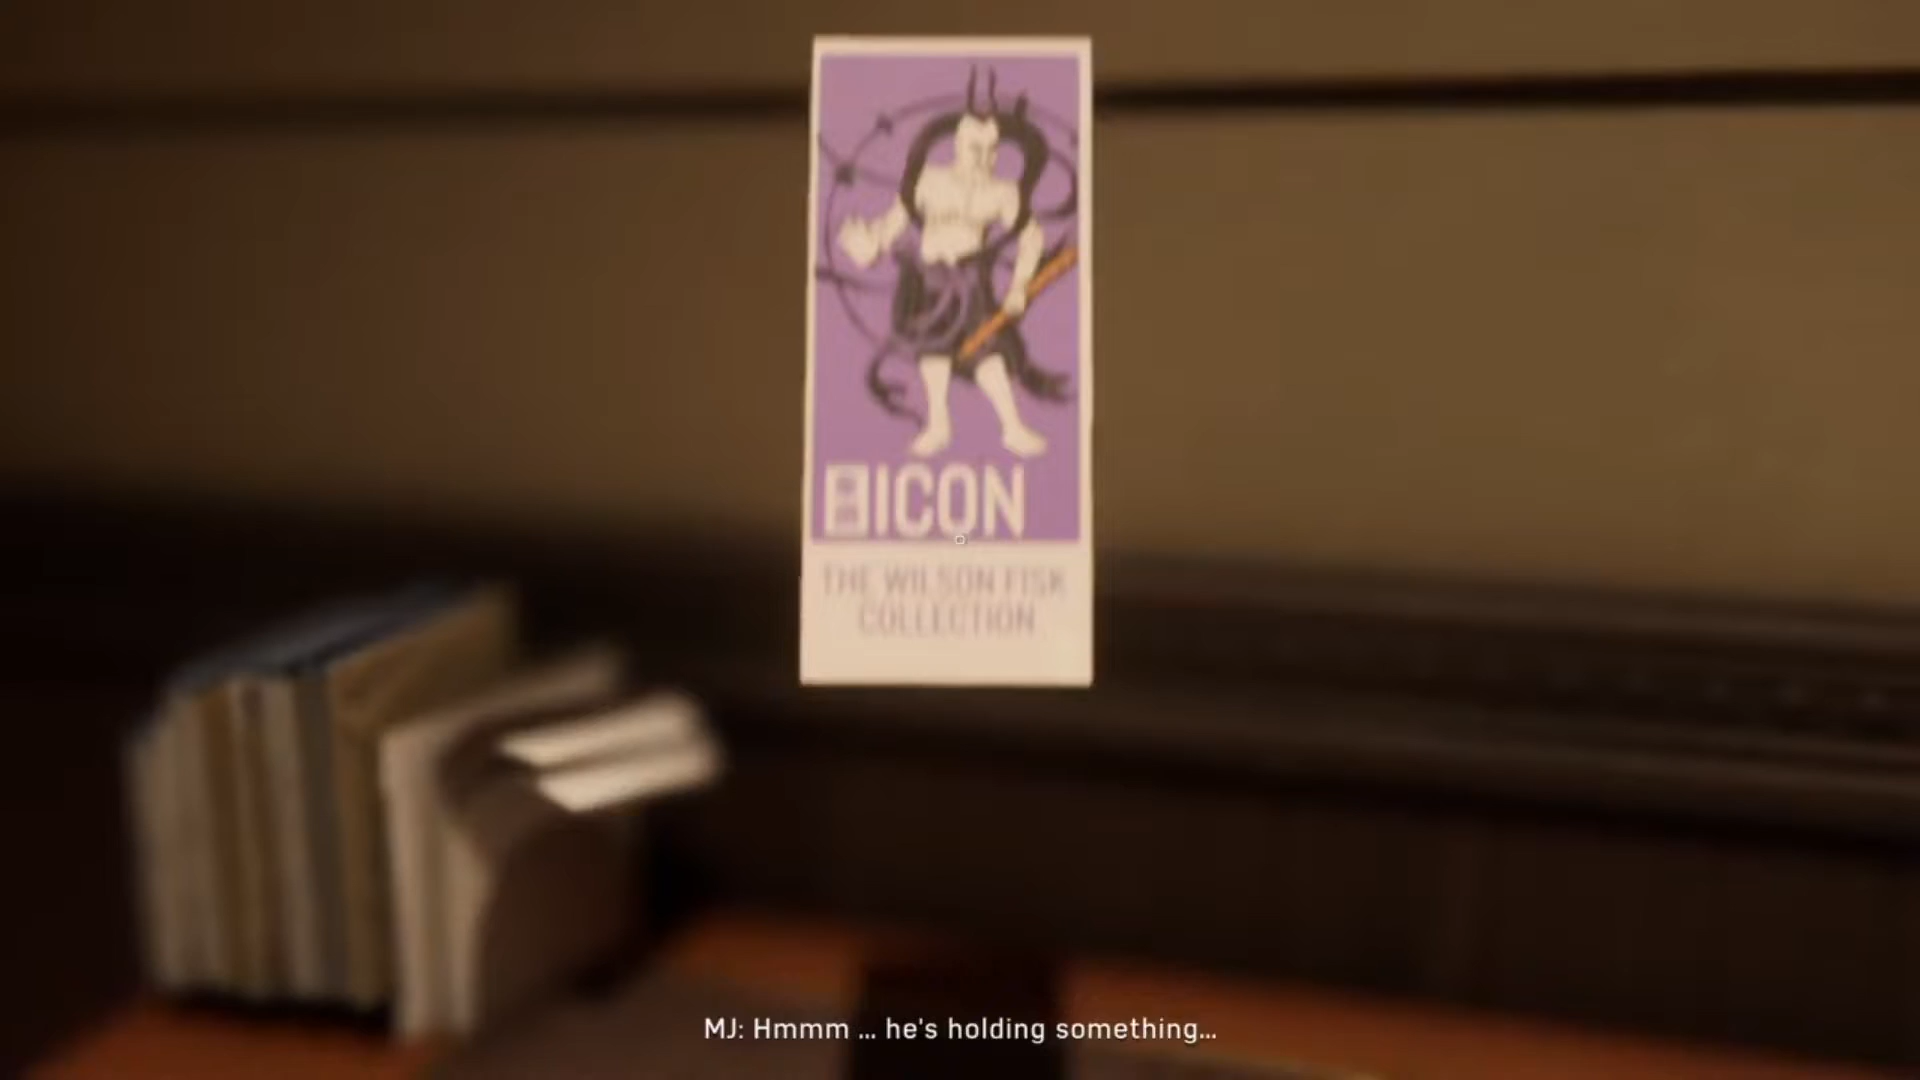 ICON
THE WILSON FISK
COLLECTION
MJ: Hmmm ... he's holding something...